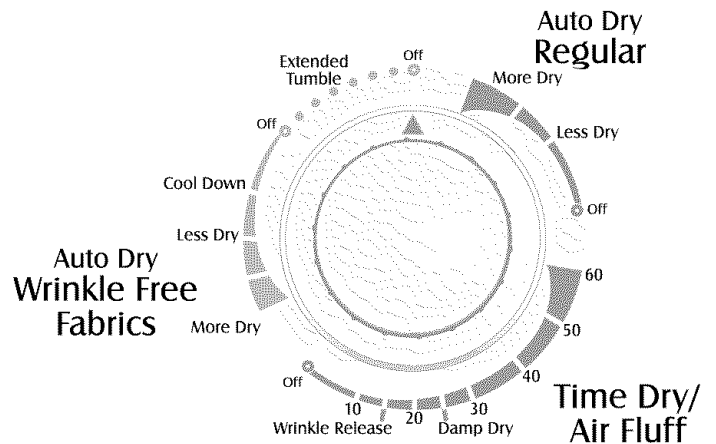 Auto Dry
Regular
Off
Extended
Tumble
More Dry
Off
Less Dry
Cool Down
Off
Less Dry
Auto Dry
Wrinkle Free
Fabrics
More Dry
60
50
40
Off
10
20
30
Wrinkle Release
Damp Dry
Time Dry/
Air Fluff